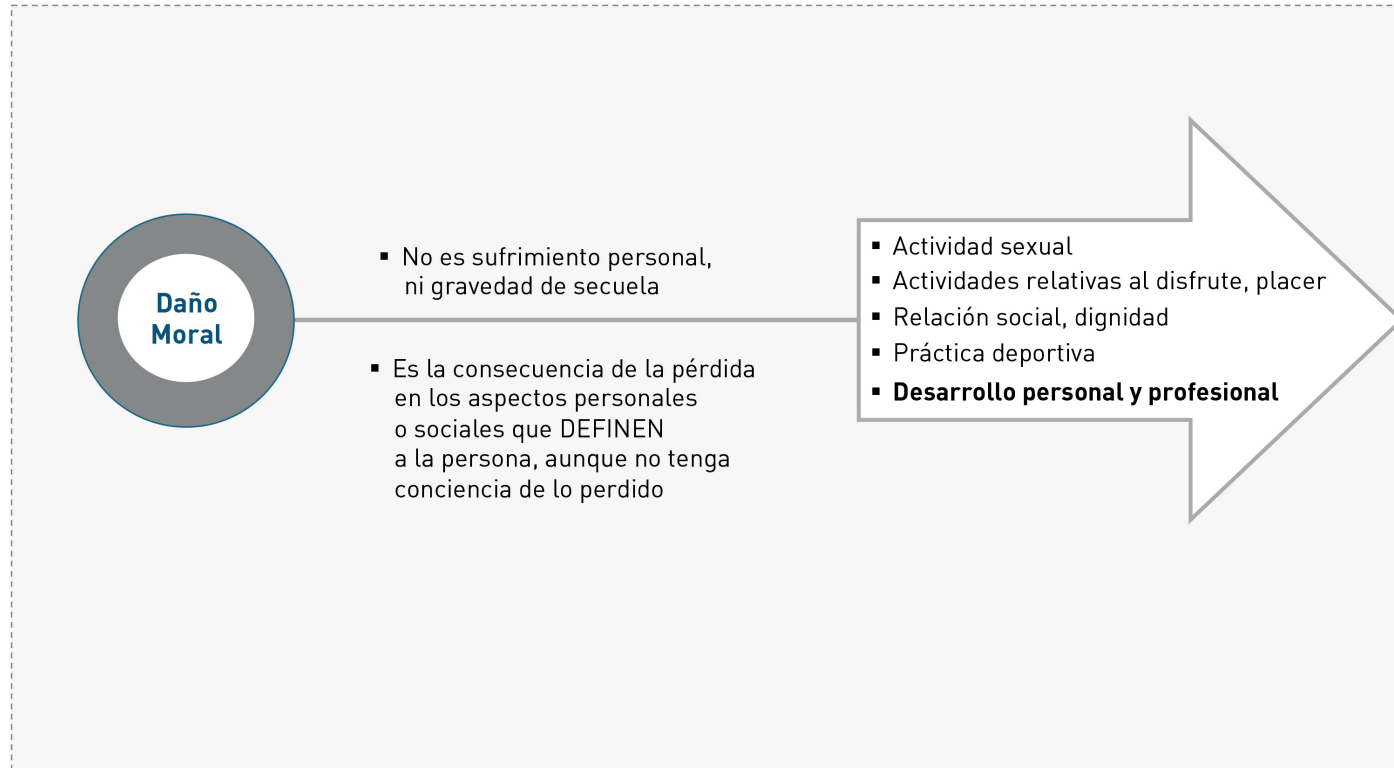 Daño
Moral
▪ No es sufrimiento personal,
ni gravedad de secuela
▪ Es la consecuencia de la pérdida
en los aspectos personales
o sociales que DEFINEN
a la persona, aunque no tenga
conciencia de lo perdido
▪ Actividad sexual
▪ Actividades relativas al disfrute, placer
▪ Relación social, dignidad
▪ Práctica deportiva
▪ Desarrollo personal y profesional